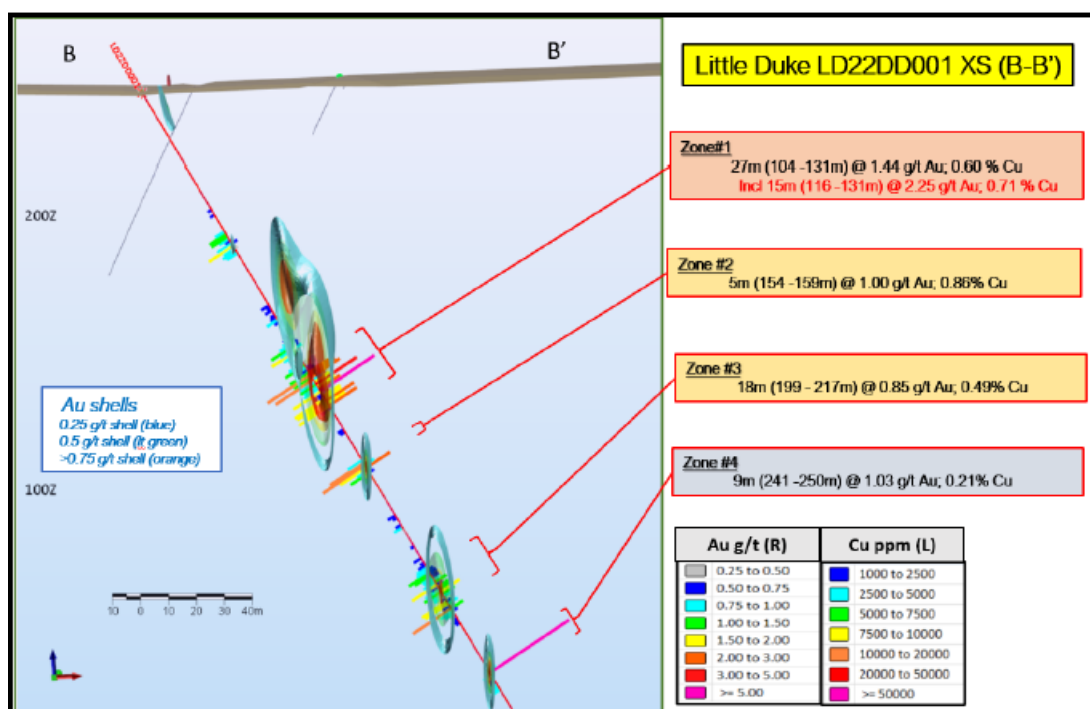 B
B'
LD22DD001
Little Duke LD22DD001 XS (B-B')
Zone#1
27m (104 -131m) @ 1.44 g/t Au; 0.60 % Cu
Incl 15m (116 -131m) @ 2.25 g/t Au; 0.71 % Cu
200Z
Zone #2
5m (154 -159m) @ 1.00 g/t Au; 0.86% Cu
Zone #3
18m (199 - 217m) @ 0.85 g/t Au; 0.49% Cu
Au shells
0.25 g/t shell (blue)
0.5 g/t shell (lt green)
>0.75 g/t shell (orange)
Zone #4
9m (241 -250m) @ 1.03 g/t Au; 0.21% Cu
100Z
Au g/t (R)
0.25 to 0.50
0.50 to 0.75
0.75 to 1.00
1.00 to 1.50
1.50 to 2.00
2.00 to 3.00
3.00 to 5.00
>= 5.00
Cu ppm (L)
1000 to 2500
2500 to 5000
5000 to 7500
7500 to 10000
10000 to 20000
20000 to 50000
>= 50000
10 0 10 20 30 40m